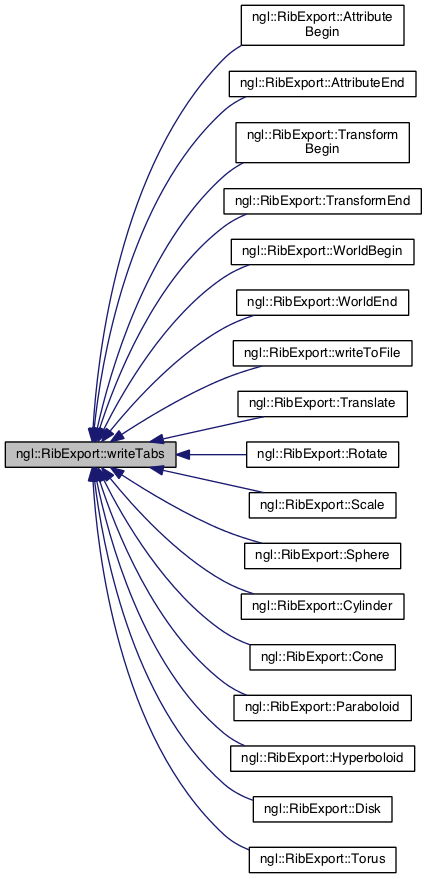 ngl::RibExport::Attribute
Begin
ngl::RibExport::AttributeEnd
ngl::RibExport::Transform
Begin
ngl::RibExport::TransformEnd
ngl::RibExport::WorldBegin
ngl::RibExport::WorldEnd
ngl::RibExport::writeToFile
ngl::RibExport::Translate
ngl::RibExport::writeTabs
ngl::RibExport::Rotate
ngl::RibExport::Scale
ngl::RibExport::Sphere
ngl::RibExport::Cylinder
ngl::RibExport::Cone
ngl::RibExport::Paraboloid
ngl::RibExport::Hyperboloid
ngl::RibExport::Disk
ngl::RibExport::Torus